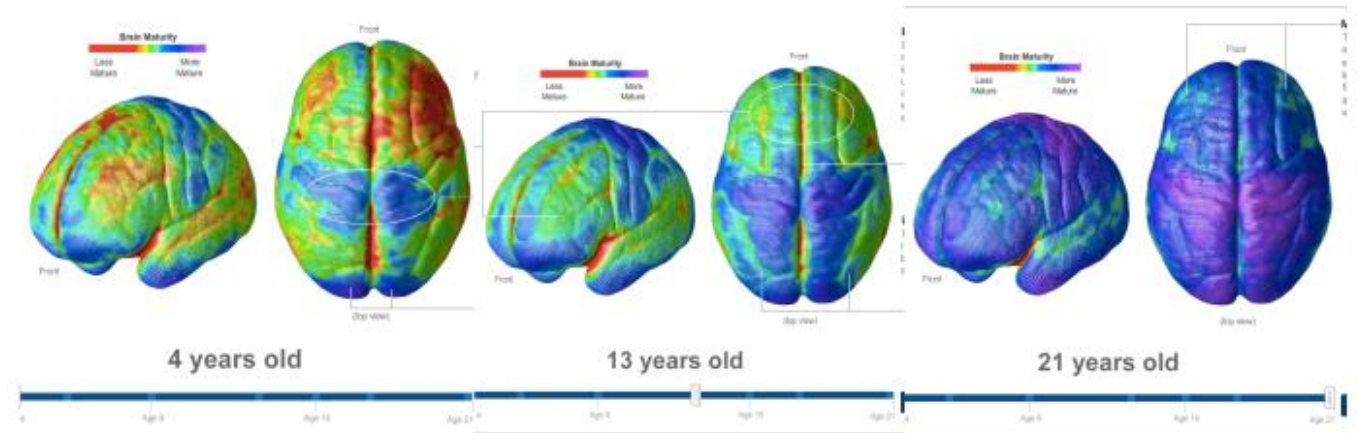 Brain Maturity
Less
Mature
More
Mature
Front
Front
(top view)
4 years old
4
Age 21
Brain Maturity
Less
Mature
More
Mature
Front
Front
(top view)
13 years old
Brain Maturity
Less
Mature
More
Mature
Front
Front
(top view)
21 years old
Age 21